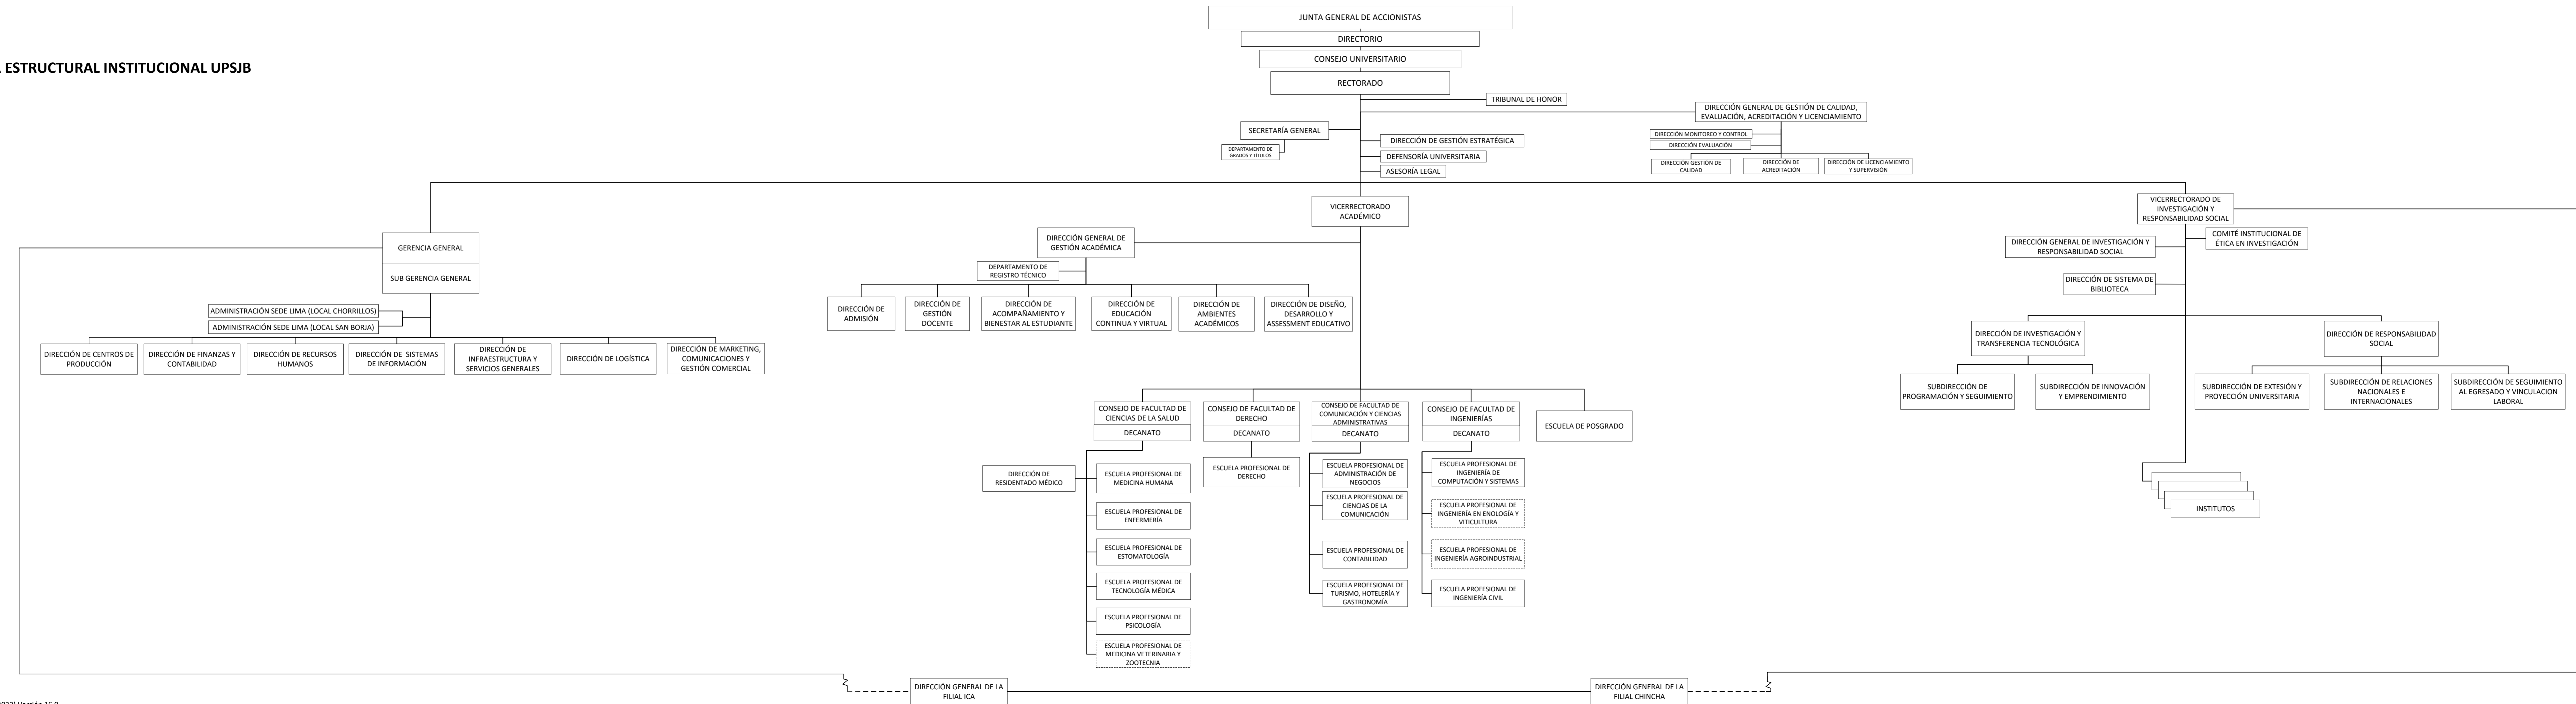 JUNTA GENERAL DE ACCIONISTAS
DIRECTORIO
CONSEJO UNIVERSITARIO
ESTRUCTURAL INSTITUCIONAL UPSJB
RECTORADO
TRIBUNAL DE HONOR
DIRECCIÓN GENERAL DE GESTIÓN DE CALIDAD,
EVALUACIÓN, ACREDITACIÓN Y LICENCIAMIENTO
SECRETARÍA GENERAL
DEPARTAMENTO DE
GRADOS Y TÍTULOS
DIRECCIÓN DE GESTIÓN ESTRATÉGICA
DEFENSORÍA UNIVERSITARIA
ASESORÍA LEGAL
DIRECCIÓN MONITOREO Y CONTROL
DIRECCIÓN EVALUACIÓN
DIRECCIÓN GESTIÓN DE
CALIDAD
DIRECCIÓN DE
ACREDITACIÓN
DIRECCIÓN DE LICENCIAMIENTO
Y SUPERVISIÓN
VICERRECTORADO
ACADÉMICO
VICERRECTORADO DE
INVESTIGACIÓN Y
RESPONSABILIDAD SOCIAL
GERENCIA GENERAL
SUB GERENCIA GENERAL
ADMINISTRACIÓN SEDE LIMA (LOCAL CHORRILLOS)
ADMINISTRACIÓN SEDE LIMA (LOCAL SAN BORJA)
DIRECCIÓN DE CENTROS DE
PRODUCCIÓN
DIRECCIÓN DE FINANZAS Y
CONTABILIDAD
DIRECCIÓN DE RECURSOS
HUMANOS
DIRECCIÓN DE SISTEMAS
DE INFORMACIÓN
DIRECCIÓN DE
INFRAESTRUCTURA Y
SERVICIOS GENERALES
DIRECCIÓN DE LOGÍSTICA
DIRECCIÓN DE MARKETING,
COMUNICACIONES Y
GESTIÓN COMERCIAL
DIRECCIÓN GENERAL DE
GESTIÓN ACADÉMICA
DEPARTAMENTO DE
REGISTRO TÉCNICO
DIRECCIÓN DE
ADMISIÓN
DIRECCIÓN DE
GESTIÓN
DOCENTE
DIRECCIÓN DE
ACOMPAÑAMIENTO Y
BIENESTAR AL ESTUDIANTE
DIRECCIÓN DE
EDUCACIÓN
CONTINUA Y VIRTUAL
DIRECCIÓN DE
AMBIENTES
ACADÉMICOS
DIRECCIÓN DE DISEÑO,
DESARROLLO Y
ASSESSMENT EDUCATIVO
COMITÉ INSTITUCIONAL DE
ÉTICA EN INVESTIGACIÓN
DIRECCIÓN GENERAL DE INVESTIGACIÓN Y
RESPONSABILIDAD SOCIAL
DIRECCIÓN DE SISTEMA DE
BIBLIOTECA
DIRECCIÓN DE INVESTIGACIÓN Y
TRANSFERENCIA TECNOLÓGICA
DIRECCIÓN DE RESPONSABILIDAD
SOCIAL
SUBDIRECCIÓN DE
PROGRAMACIÓN Y SEGUIMIENTO
SUBDIRECCIÓN DE INNOVACIÓN
Y EMPRENDIMIENTO
SUBDIRECCIÓN DE EXTESIÓN Y
PROYECCIÓN UNIVERSITARIA
SUBDIRECCIÓN DE RELACIONES
NACIONALES E
INTERNACIONALES
SUBDIRECCIÓN DE SEGUIMIENTO
AL EGRESADO Y VINCULACION
LABORAL
CONSEJO DE FACULTAD DE
CIENCIAS DE LA SALUD
DECANATO
CONSEJO DE FACULTAD DE
DERECHO
DECANATO
CONSEJO DE FACULTAD DE
COMUNICACIÓN Y CIENCIAS
ADMINISTRATIVAS
DECANATO
CONSEJO DE FACULTAD DE
INGENIERÍAS
DECANATO
ESCUELA DE POSGRADO
DIRECCIÓN DE
RESIDENTADO MÉDICO
ESCUELA PROFESIONAL DE
MEDICINA HUMANA
ESCUELA PROFESIONAL DE
ENFERMERÍA
ESCUELA PROFESIONAL DE
ESTOMATOLOGÍA
ESCUELA PROFESIONAL DE
TECNOLOGÍA MÉDICA
ESCUELA PROFESIONAL DE
PSICOLOGÍA
ESCUELA PROFESIONAL DE
MEDICINA VETERINARIA Y
ZOOTECNIA
ESCUELA PROFESIONAL DE
DERECHO
ESCUELA PROFESIONAL DE
ADMINISTRACIÓN DE
NEGOCIOS
ESCUELA PROFESIONAL DE
CIENCIAS DE LA
COMUNICACIÓN
ESCUELA PROFESIONAL DE
CONTABILIDAD
ESCUELA PROFESIONAL DE
TURISMO, HOTELERÍA Y
GASTRONOMÍA
ESCUELA PROFESIONAL DE
INGENIERÍA DE
COMPUTACIÓN Y SISTEMAS
ESCUELA PROFESIONAL DE
INGENIERÍA EN ENOLOGÍA Y
VITICULTURA
ESCUELA PROFESIONAL DE
INGENIERÍA AGROINDUSTRIAL
ESCUELA PROFESIONAL DE
INGENIERÍA CIVIL
INSTITUTOS
DIRECCIÓN GENERAL DE LA
FILIAL ICA
DIRECCIÓN GENERAL DE LA
FILIAL CHINCHA